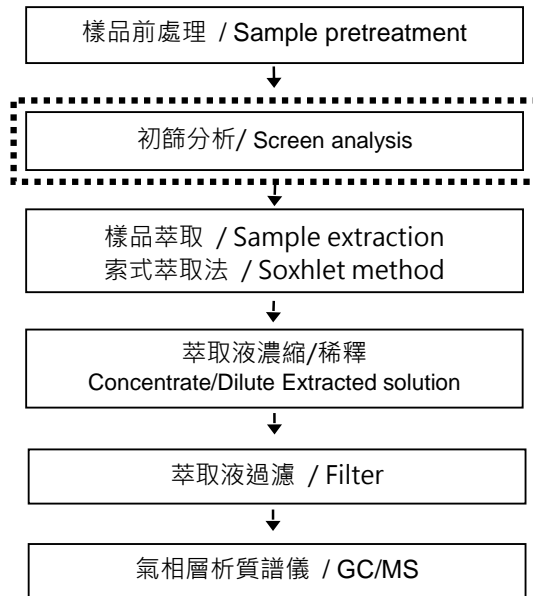 樣品前處理 / Sample pretreatment
初篩分析/ Screen analysis
樣品萃取 / Sample extraction
索式萃取法 / Soxhlet method
萃取液濃縮/稀釋
Concentrate/Dilute Extracted solution
萃取液過濾 / Filter
氣相層析質譜儀 / GC/MS